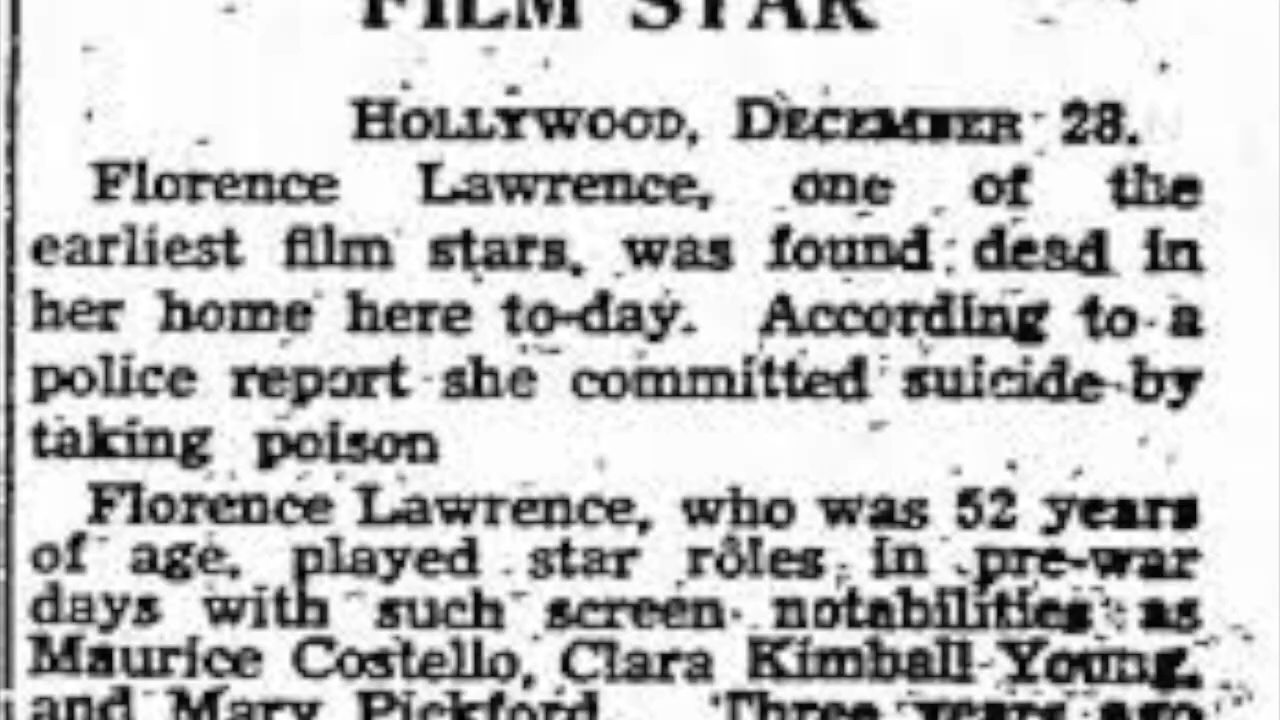 FILM STAR
HOLLYWOOD, DECEMBER 28.
Florence Lawrence, one of the
earliest film stars, was found dead in
her home here to-day. According to a
police report she committed suicide by
taking poison
Florence Lawrence, who was 52 years
of age, played star rôles in pre-war
days with such screen notabilities as
Maurice Costello, Clara Kimball Young,
and Mary Pickford. Three years ago